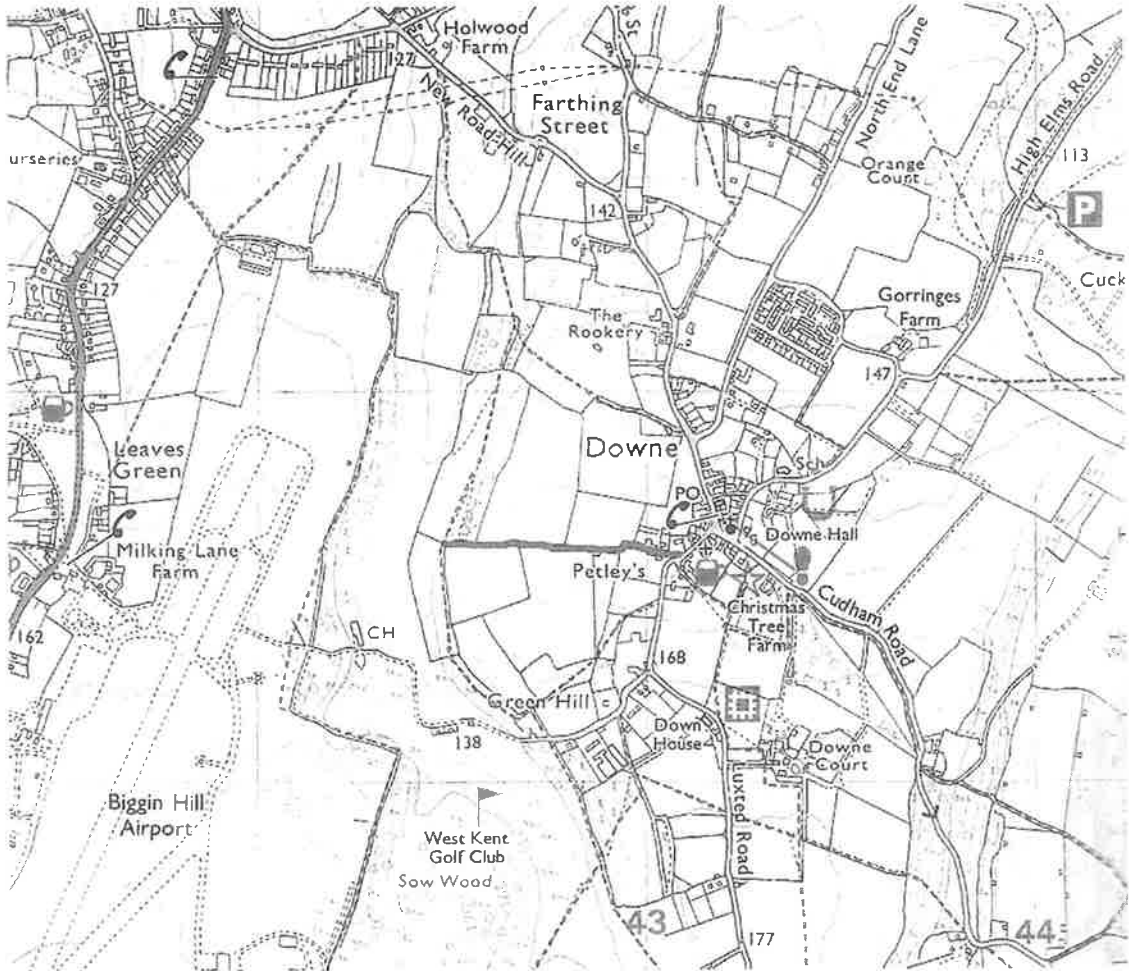 Holwood
Farm
127
St
New Road Hill
Farthing
Street
North End Lane
High Elms Road
113
P
urseries
Orange
Court
142
127
Cuck
Gorringes
Farm
The
Rookery
147
Leaves
Green
Downe
Sch
PO
Downe Hall
Milking Lane
Farm
Petley's
Christmas
Tree
Farm
Cudham Road
162
CH
168
Green Hill
138
Down
House
Downe
Court
Luxted Road
Biggin Hill
Airport
West Kent
Golf Club
Sow Wood
43
177
44